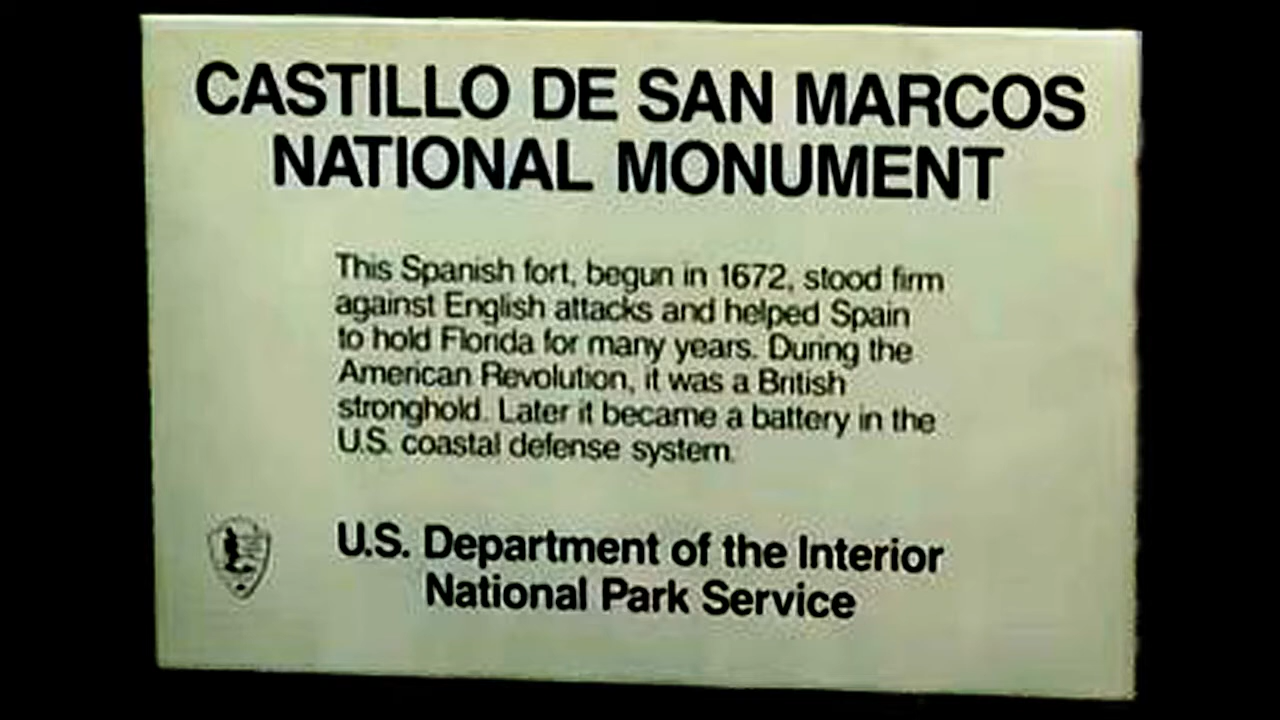 CASTILLO DE SAN MARCOS
NATIONAL MONUMENT
This Spanish fort, begun in 1672, stood firm
against English attacks and helped Spain
to hold Florida for many years. During the
American Revolution, it was a British
stronghold. Later it became a battery in the
U.S. coastal defense system.
U.S. Department of the Interior
National Park Service